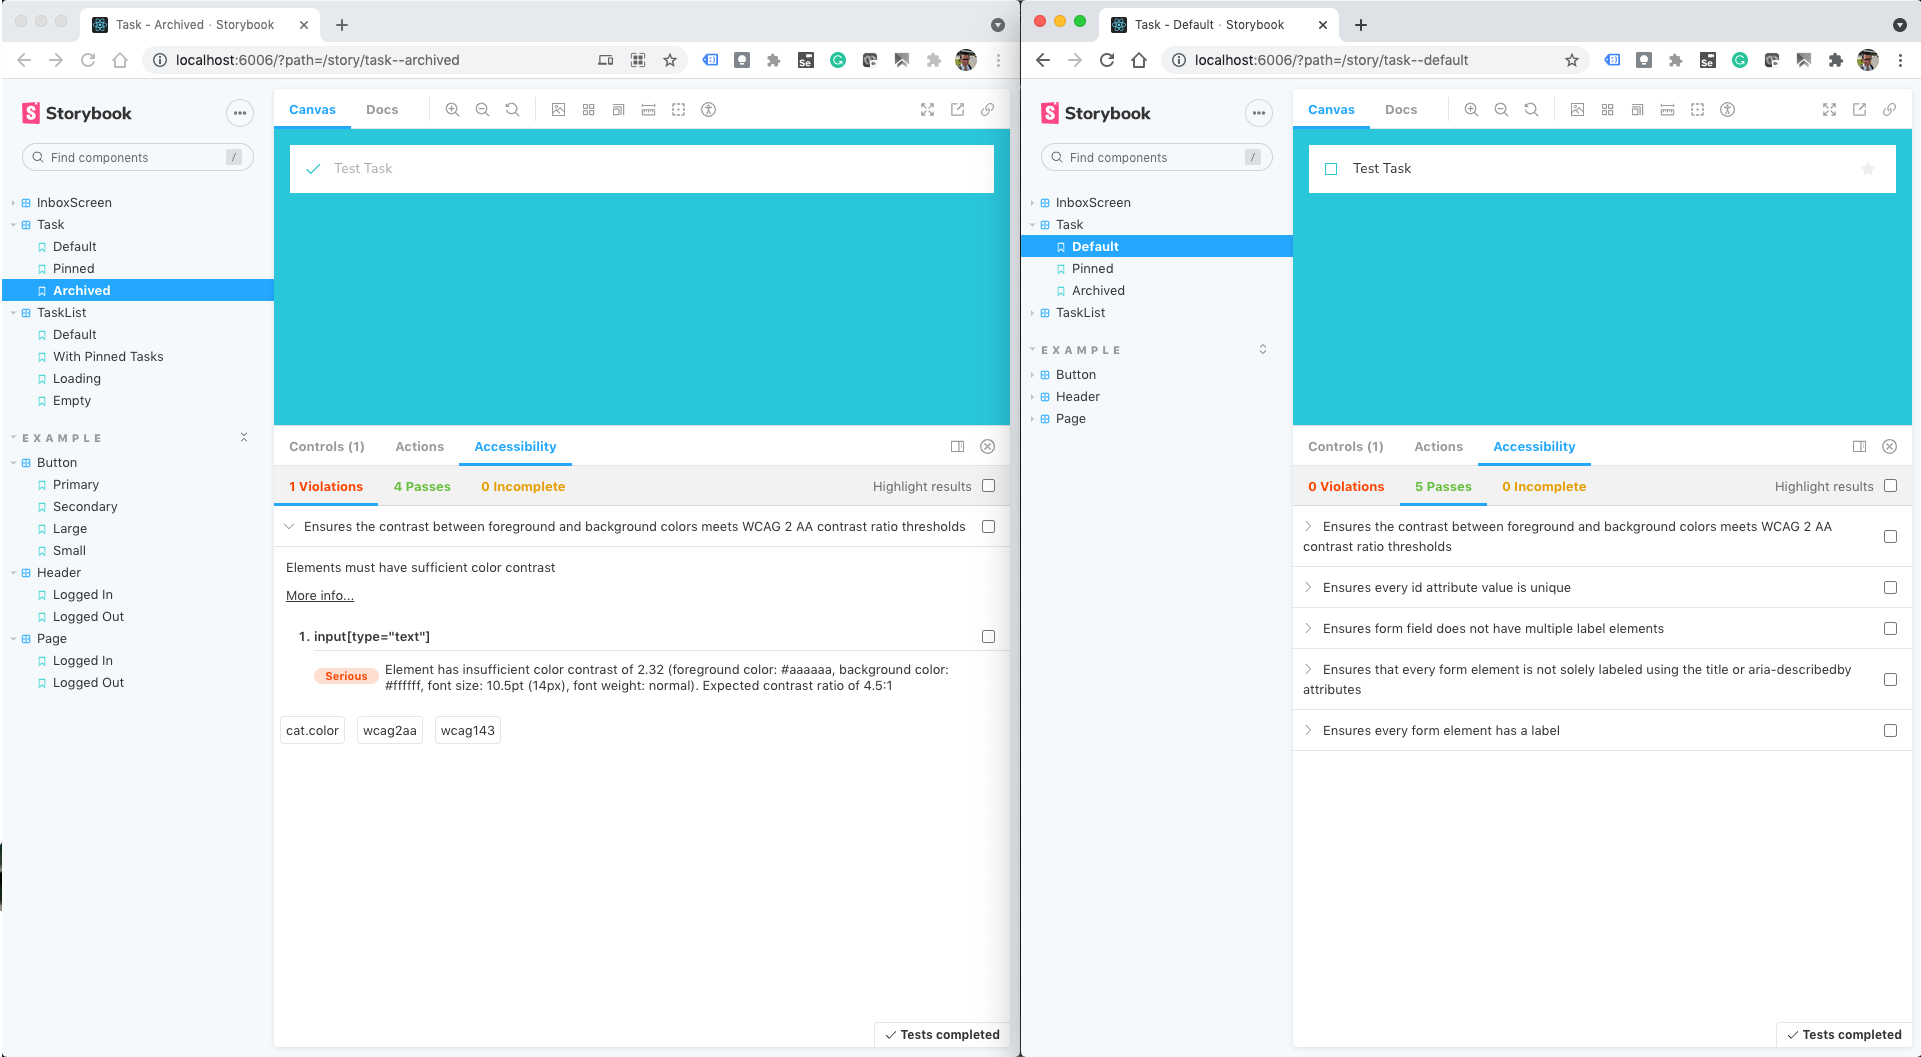 Task - Archived · Storybook
localhost:6006/?path=/story/task--archived
Se
S Storybook
Find components /
InboxScreen
Task
Default
Pinned
Archived
TaskList
Default
With Pinned Tasks
Loading
Empty
EXAMPLE
Button
Primary
Secondary
Large
Small
Header
Logged In
Logged Out
Page
Logged In
Logged Out
Canvas Docs
Test Task
Controls (1) Actions Accessibility
1 Violations 4 Passes 0 Incomplete Highlight results
Ensures the contrast between foreground and background colors meets WCAG 2 AA contrast ratio thresholds
Elements must have sufficient color contrast
More info...
1. input[type="text"]
Serious Element has insufficient color contrast of 2.32 (foreground color: #aaaaaa, background color:
#ffffff, font size: 10.5pt (14px), font weight: normal). Expected contrast ratio of 4.5:1
cat.color wcag2aa wcag143
Tests completed
Task - Default · Storybook
localhost:6006/?path=/story/task--default
Se
S Storybook
Find components /
InboxScreen
Task
Default
Pinned
Archived
TaskList
EXAMPLE
Button
Header
Page
Canvas Docs
Test Task
Controls (1) Actions Accessibility
0 Violations 5 Passes 0 Incomplete Highlight results
Ensures the contrast between foreground and background colors meets WCAG 2 AA
contrast ratio thresholds
Ensures every id attribute value is unique
Ensures form field does not have multiple label elements
Ensures that every form element is not solely labeled using the title or aria-describedby
attributes
Ensures every form element has a label
Tests completed